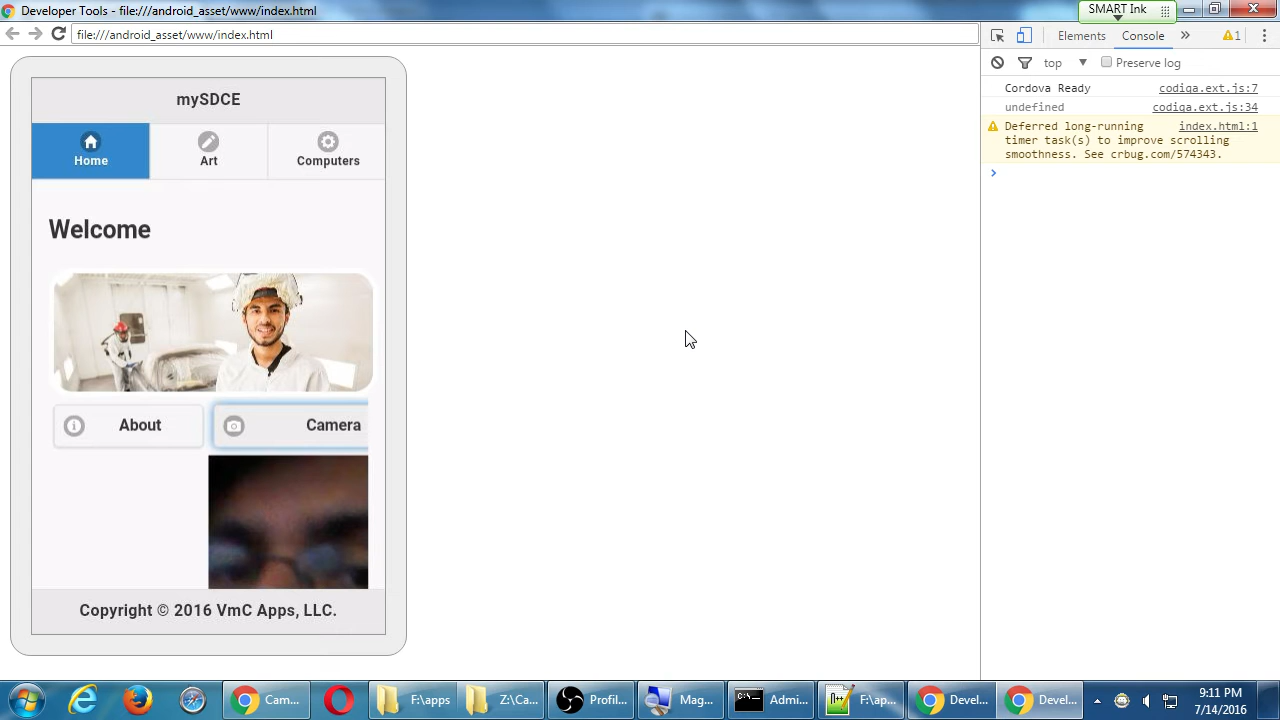 Developer Tools - file:///android_asset/www/index.html
SMART Ink
file:///android_asset/www/index.html
Elements Console 1
top Preserve log
Cordova Ready codiqa.ext.js:7
undefined codiqa.ext.js:34
Deferred long-running index.html:1
timer task(s) to improve scrolling
smoothness. See crbug.com/574343.
mySDCE
Home Art Computers
Welcome
About Camera
Copyright © 2016 VmC Apps, LLC.
Cam... F:\apps Z:\Ca... Profil... Mag... C:\. Admi... F:\ap... Devel... Devel... 9:11 PM
7/14/2016